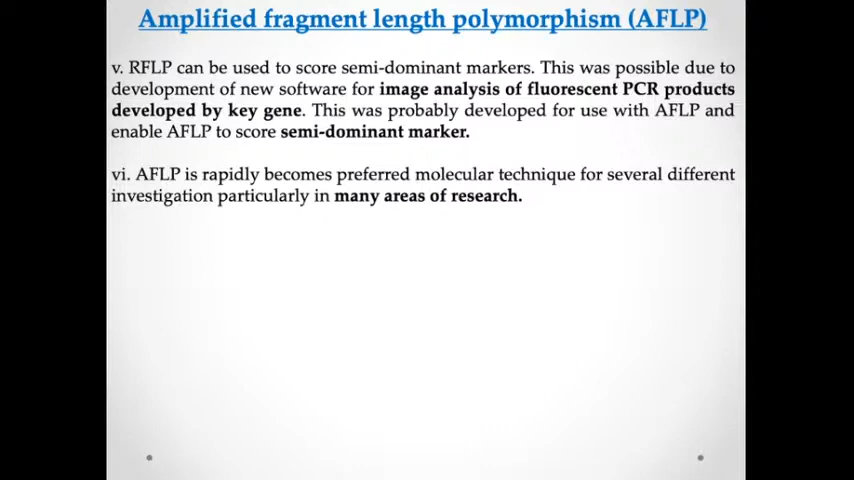 Amplified fragment length polymorphism (AFLP)
v. RFLP can be used to score semi-dominant markers. This was possible due to
development of new software for image analysis of fluorescent PCR products
developed by key gene. This was probably developed for use with AFLP and
enable AFLP to score semi-dominant marker.
vi. AFLP is rapidly becomes preferred molecular technique for several different
investigation particularly in many areas of research.